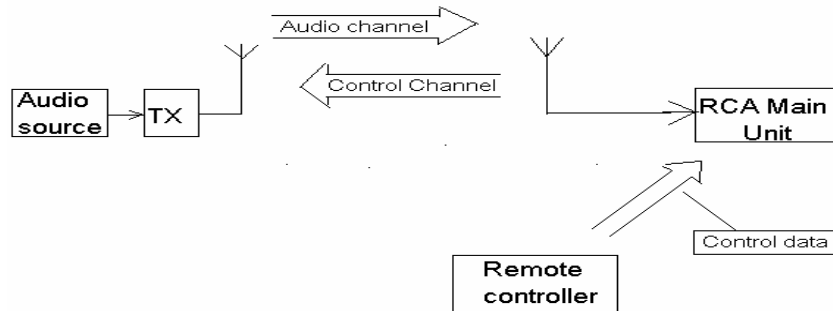 Audio channel
Control Channel
Audio
source
TX
RCA Main
Unit
Control data
Remote
controller